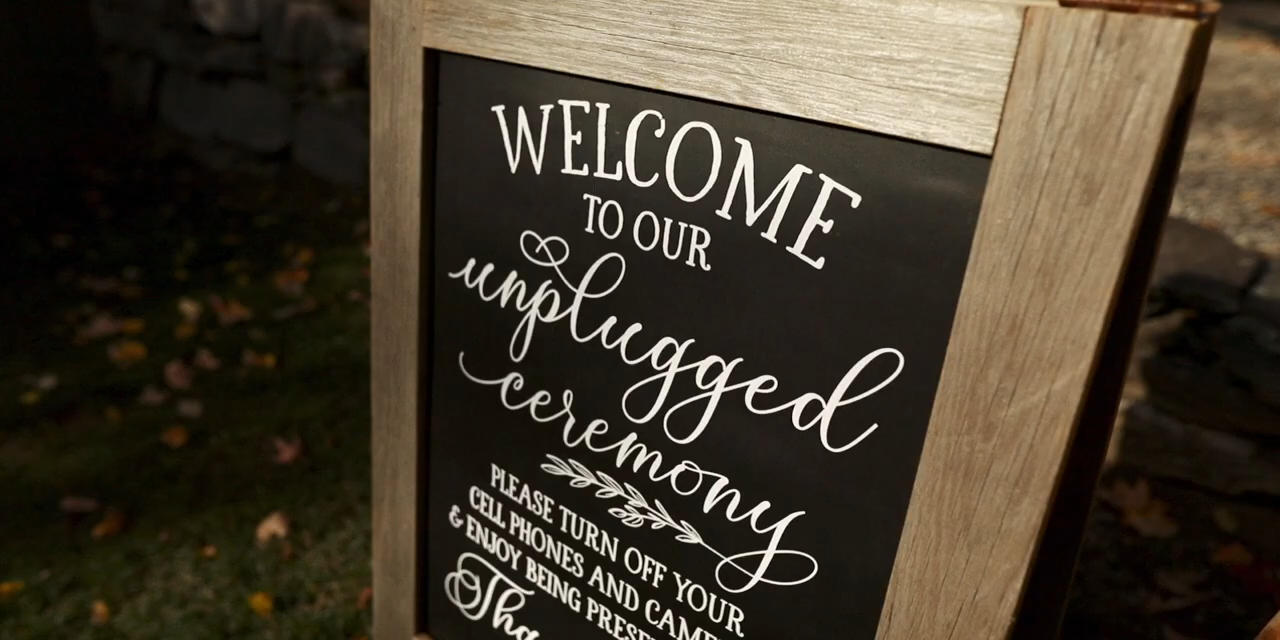 WELCOME
TO OUR
unplugged
ceremony
PLEASE TURN OFF YOUR
CELL PHONES AND
& ENJOY BEING